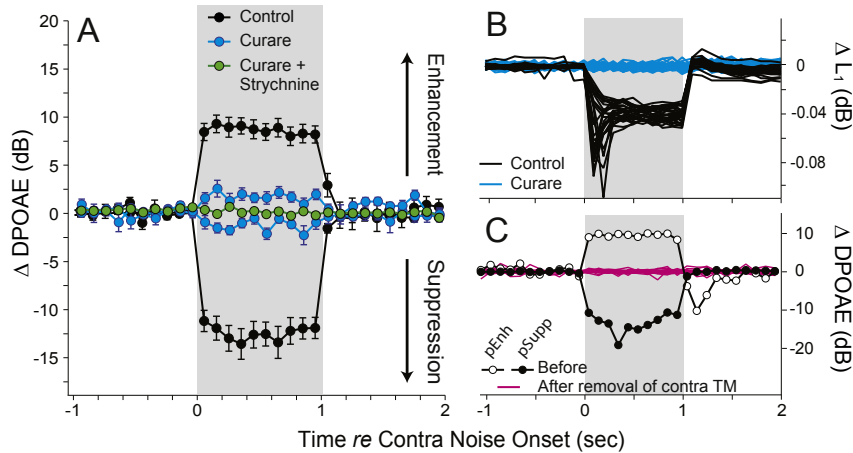 A
Control
Curare
Curare +
Strychnine
Enhancement
Suppression
Δ DPOAE (dB)
20
15
10
5
0
-5
-10
-15
-1
0
1
2
B
Control
Curare
Δ L1 (dB)
0
-0.04
-0.08
C
pEnh
pSupp
Before
After removal of contra TM
Δ DPOAE (dB)
10
0
-10
-20
-1
0
1
2
Time re Contra Noise Onset (sec)